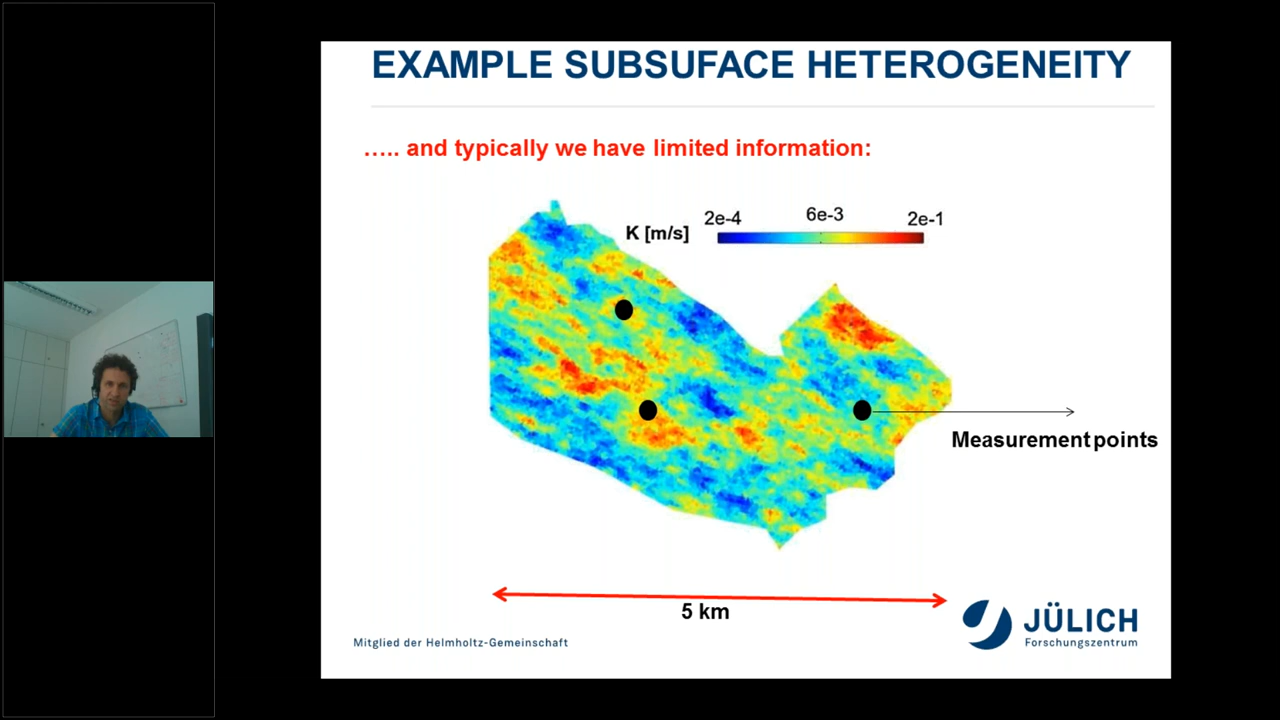 EXAMPLE SUBSUFACE HETEROGENEITY
….. and typically we have limited information:
K [m/s]
2e-4 6e-3 2e-1
Measurement points
5 km
Mitglied der Helmholtz-Gemeinschaft
JÜLICH
Forschungszentrum